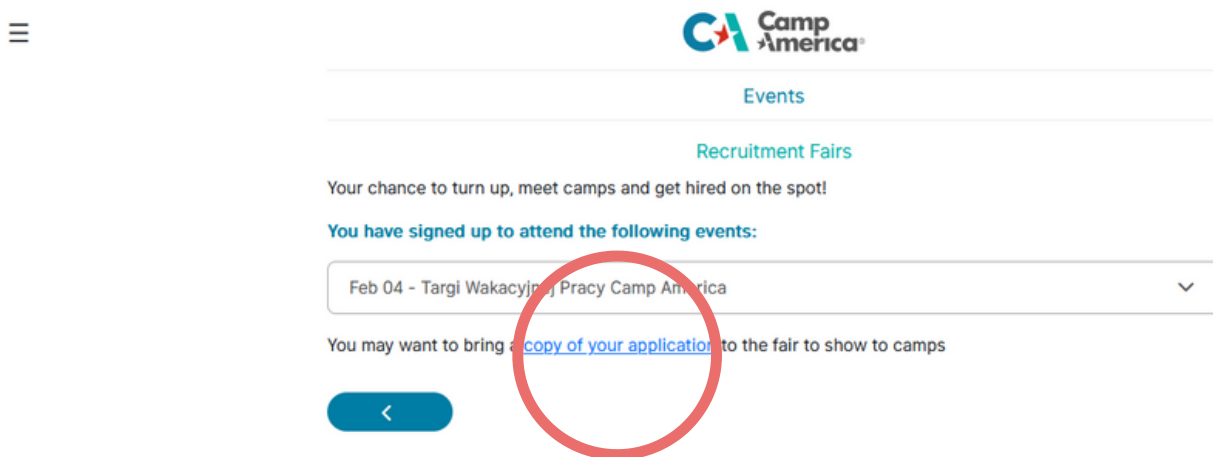 Camp
America®
Events
Recruitment Fairs
Your chance to turn up, meet camps and get hired on the spot!
You have signed up to attend the following events:
Feb 04 - Targi Wakacyjnej Pracy Camp America
You may want to bring a copy of your application to the fair to show to camps